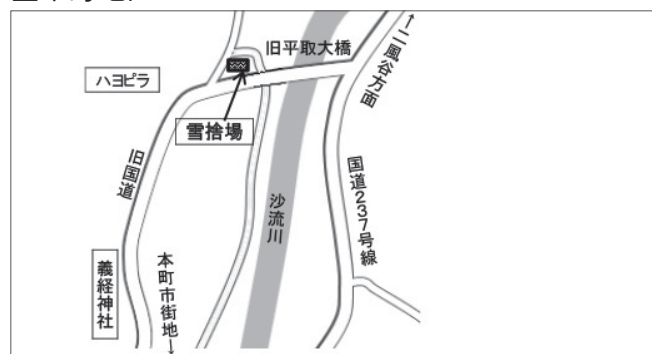 旧平取大橋
↑二風谷方面
ハヨピラ
雪捨場
旧国道
沙流川
国道237号線
義経神社
本町市街地↓